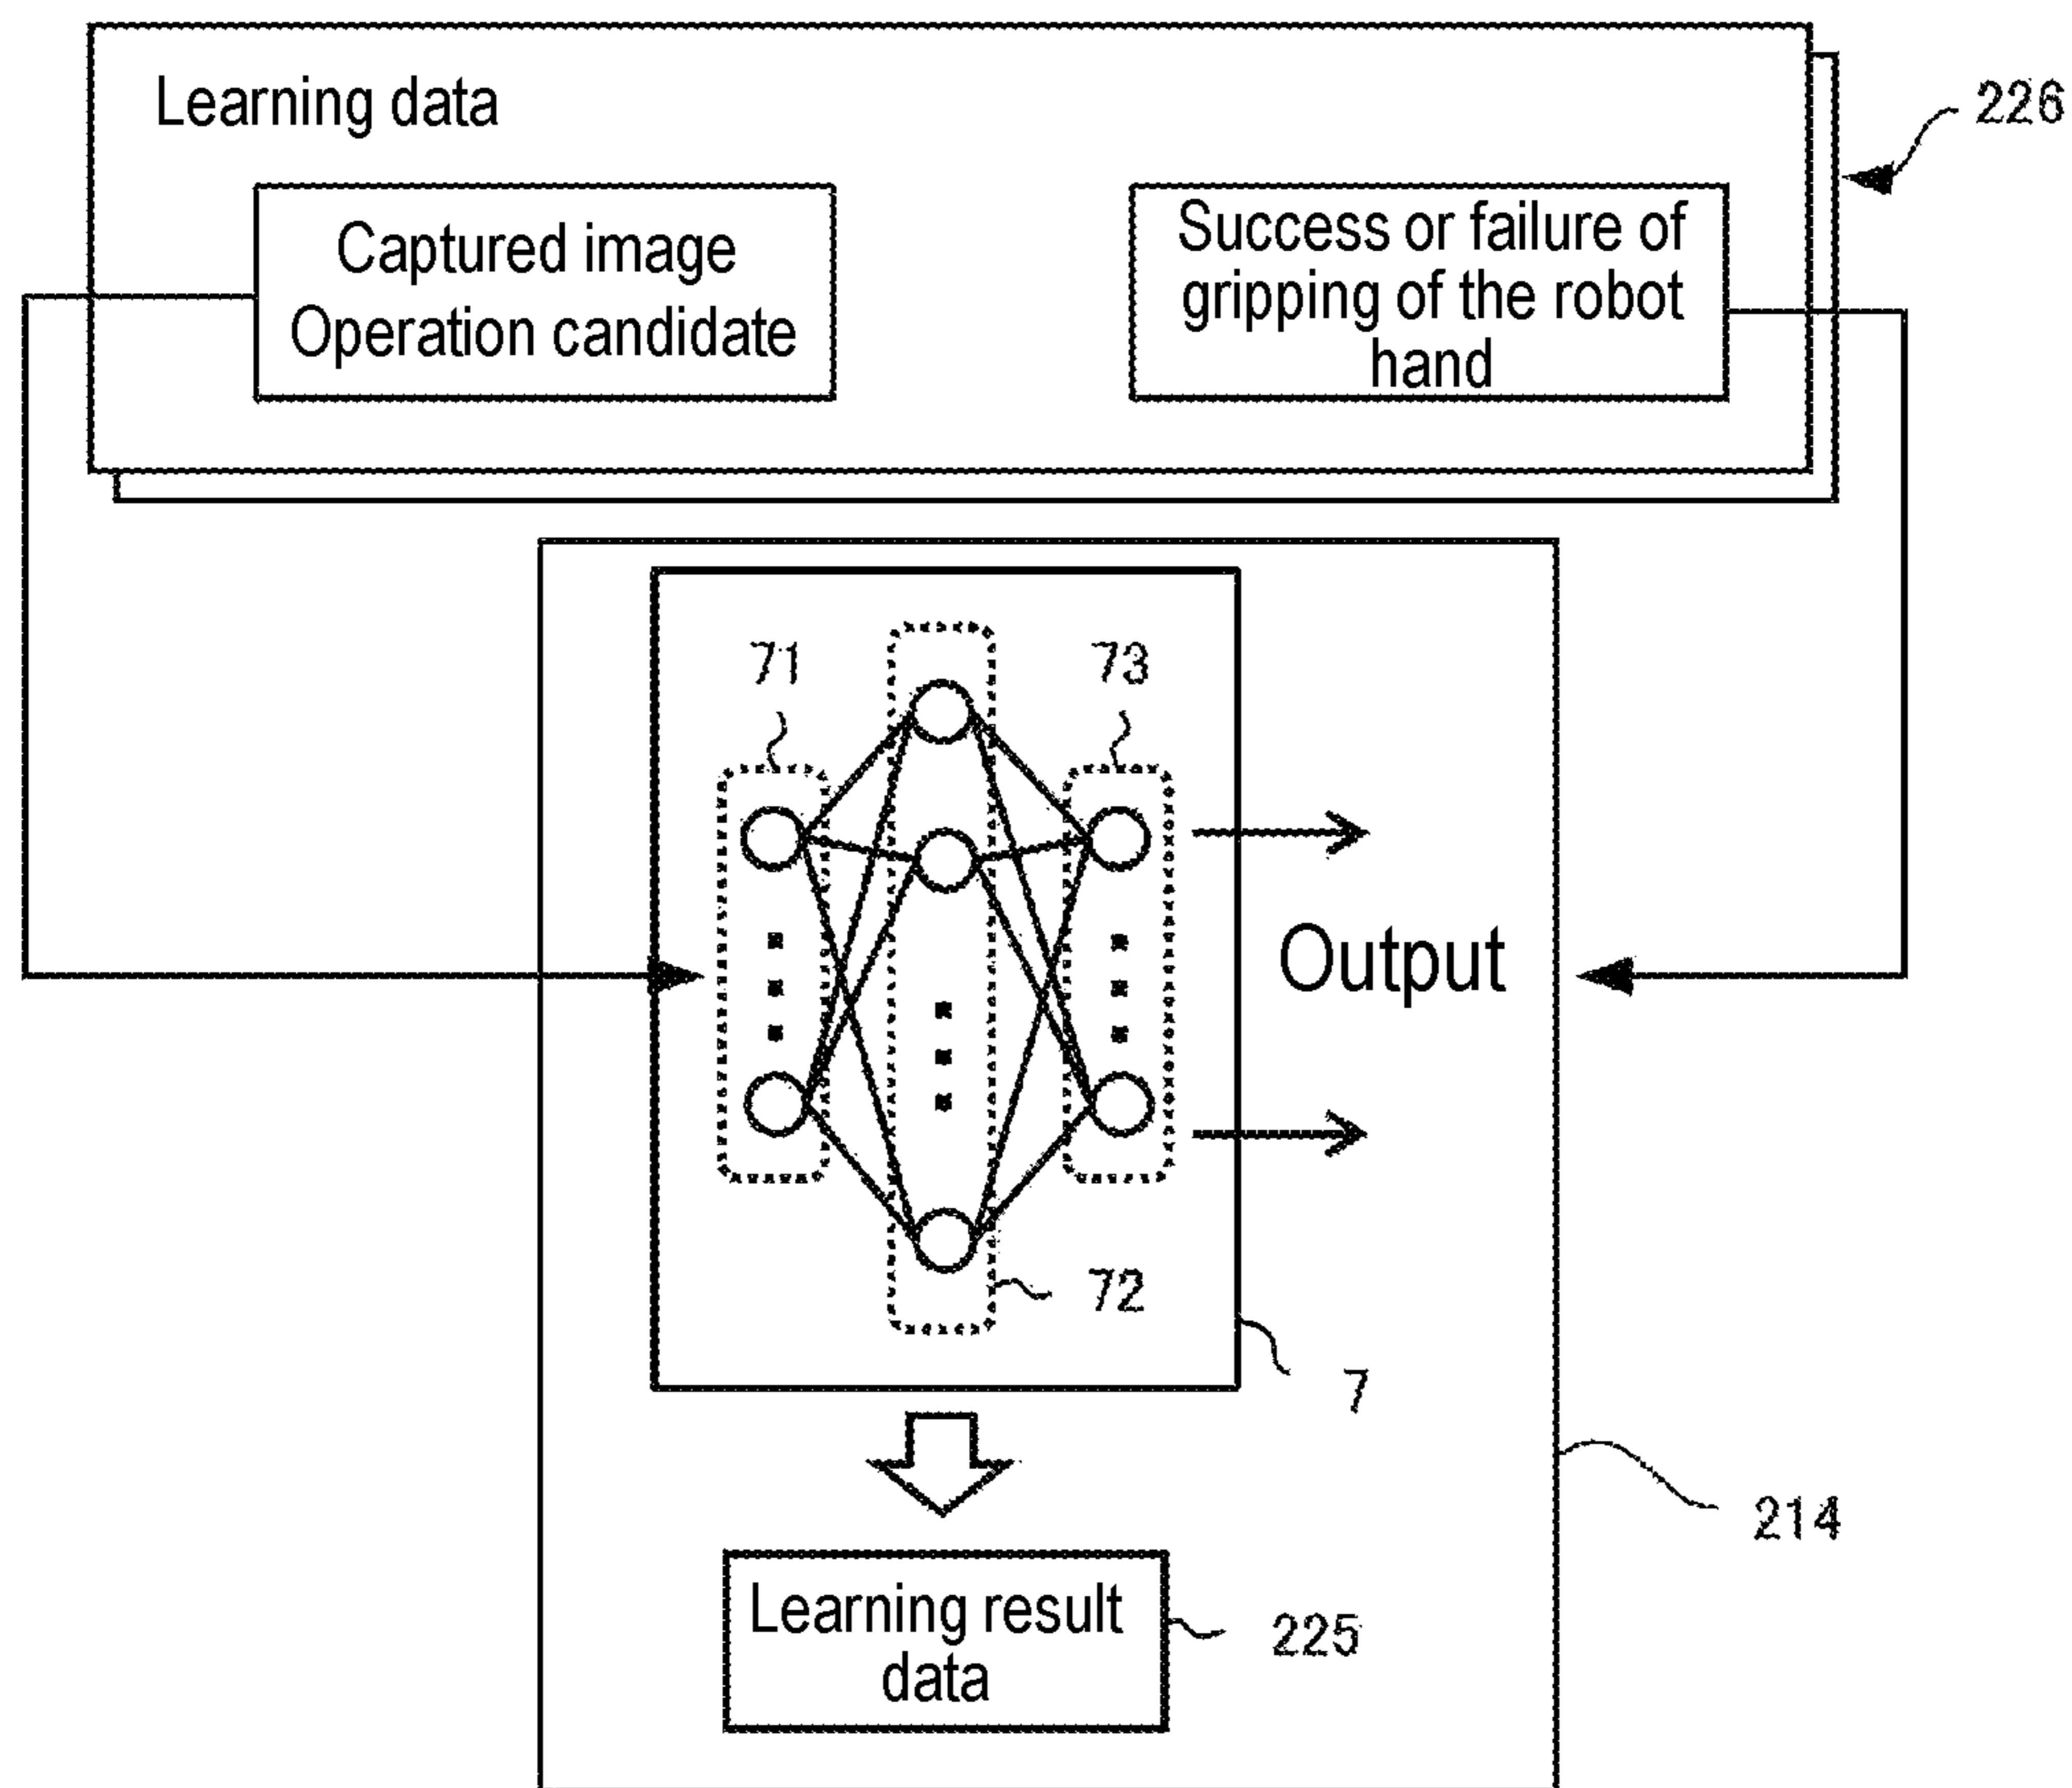 Learning data
226
Captured image
Operation candidate
Success or failure of
gripping of the robot
hand
71
73
Output
72
7
214
Learning result
data
225